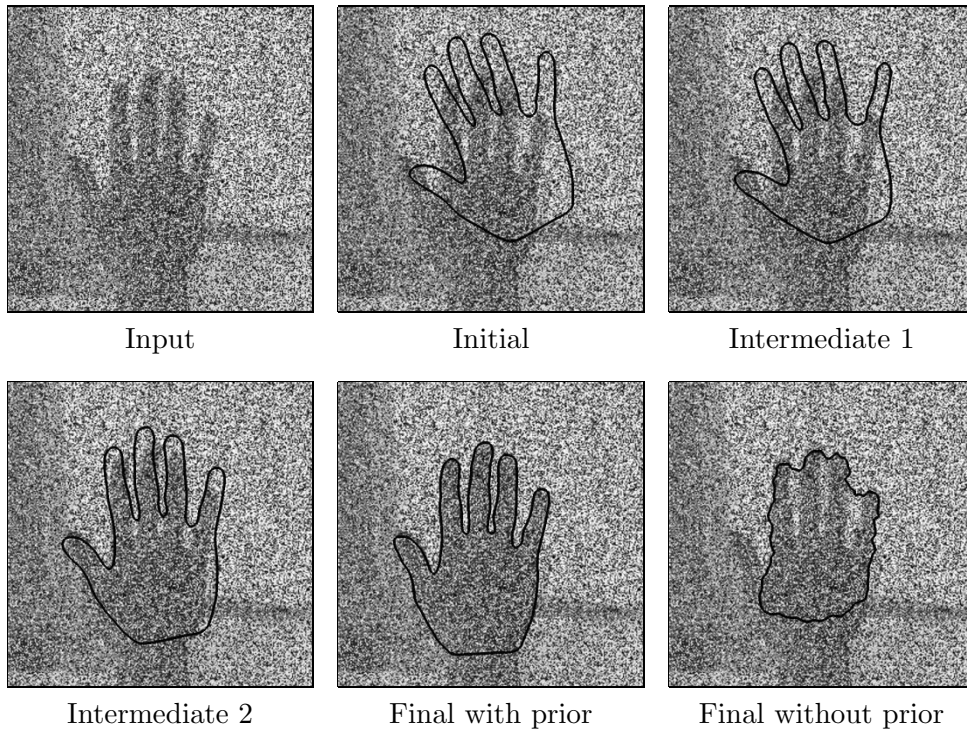 Input
Initial
Intermediate 1
Intermediate 2
Final with prior
Final without prior